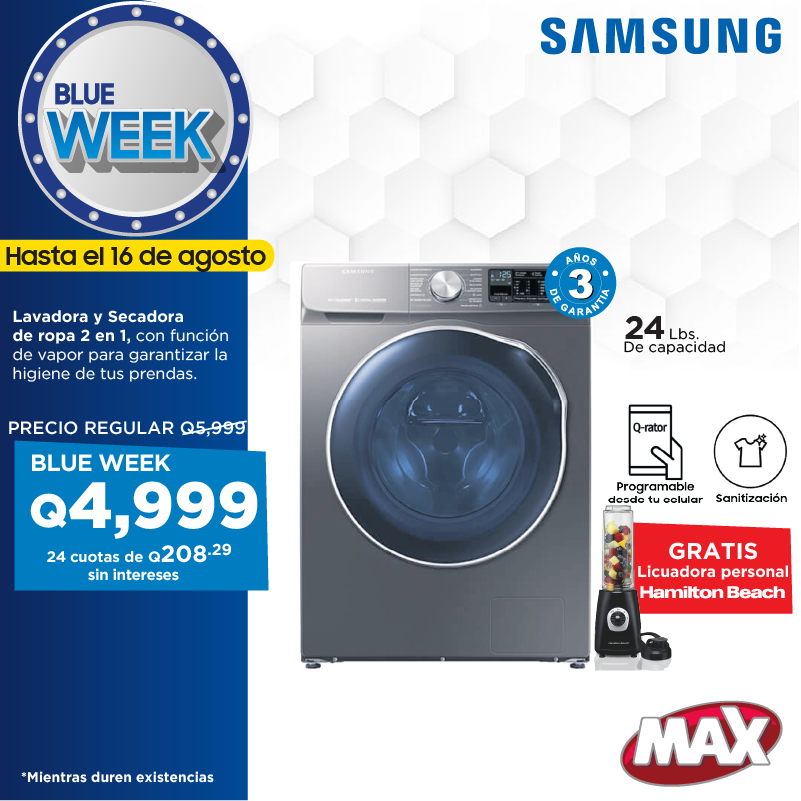 BLUE
WEEK
SAMSUNG
Hasta el 16 de agosto
Lavadora y Secadora
de ropa 2 en 1, con función
de vapor para garantizar la
higiene de tus prendas.
PRECIO REGULAR Q5,999
BLUE WEEK
Q4,999
24 cuotas de Q208.29
sin intereses
SAMSUNG
AÑOS
3
DE GARANTIA
24 Lbs.
De capacidad
Q-rator
Programable
desde tu celular
Sanitización
GRATIS
Licuadora personal
Hamilton Beach
MAX
*Mientras duren existencias